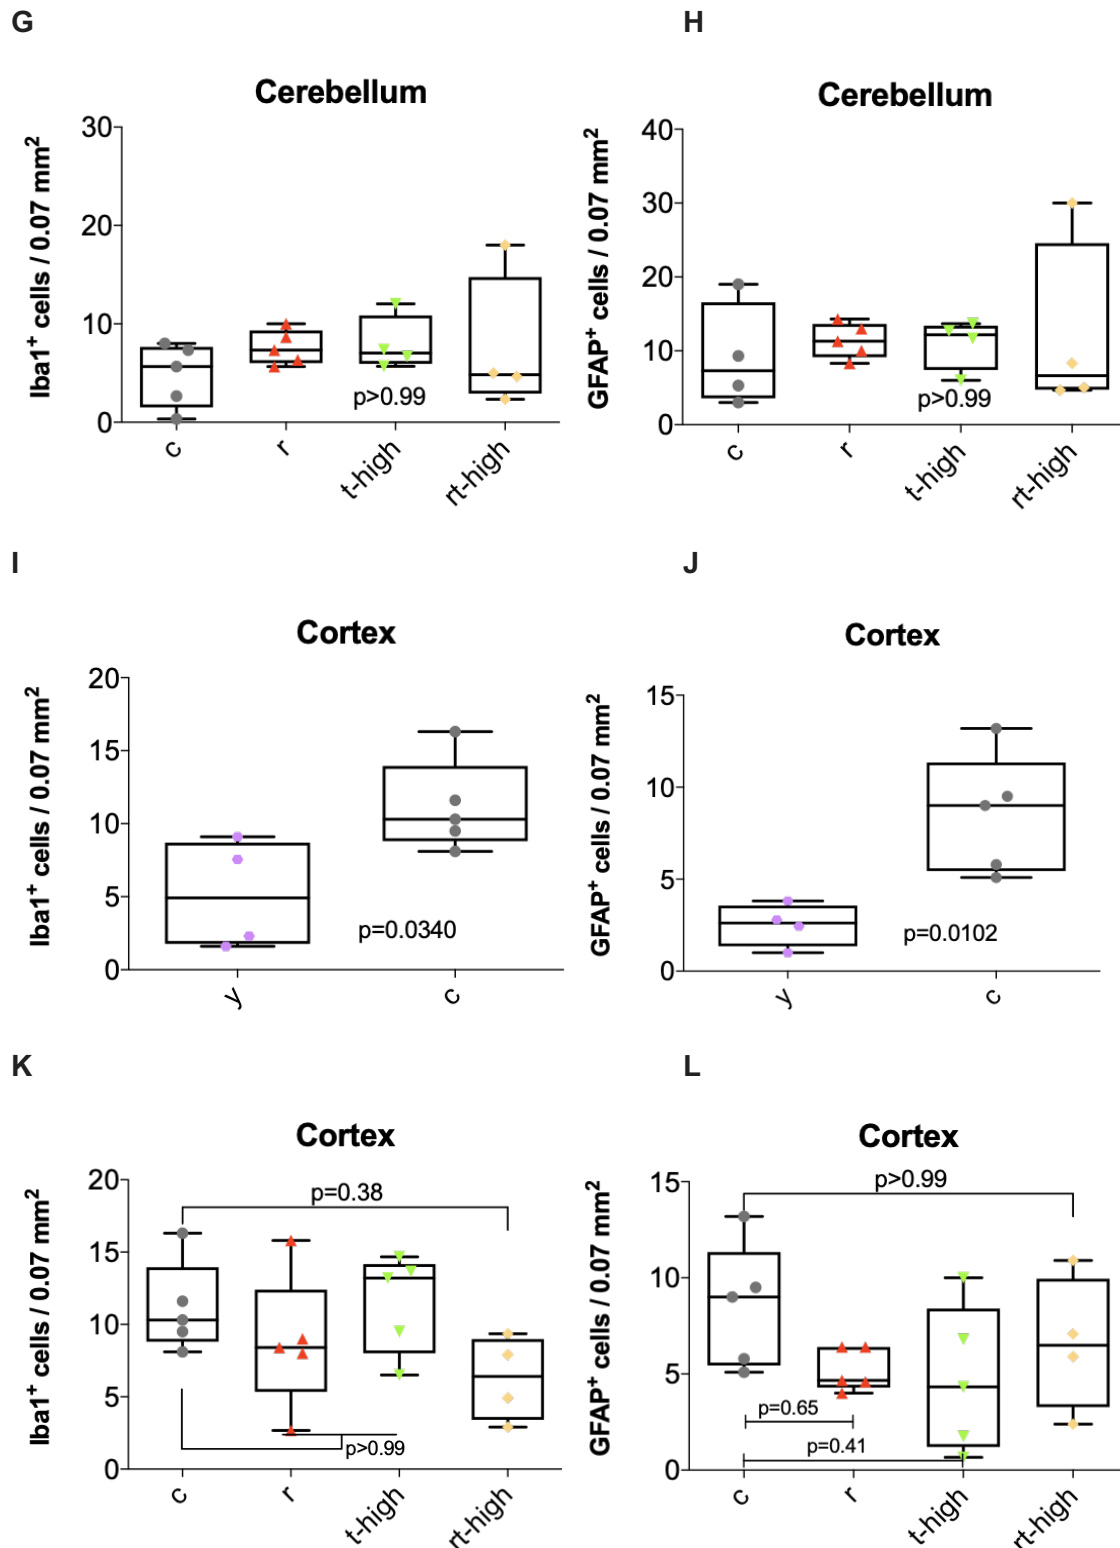 G
H
Cerebellum
Cerebellum
Iba1⁺ cells / 0.07 mm²
30
20
10
0
p>0.99
c
r
t-high
rt-high
GFAP⁺ cells / 0.07 mm²
40
30
20
10
0
p>0.99
c
r
t-high
rt-high
I
J
Cortex
Cortex
Iba1⁺ cells / 0.07 mm²
20
15
10
5
0
p=0.0340
y
c
GFAP⁺ cells / 0.07 mm²
15
10
5
0
p=0.0102
y
c
K
L
Cortex
Cortex
Iba1⁺ cells / 0.07 mm²
20
15
10
5
0
p=0.38
p>0.99
c
r
t-high
rt-high
GFAP⁺ cells / 0.07 mm²
15
10
5
0
p>0.99
p=0.65
p=0.41
c
r
t-high
rt-high